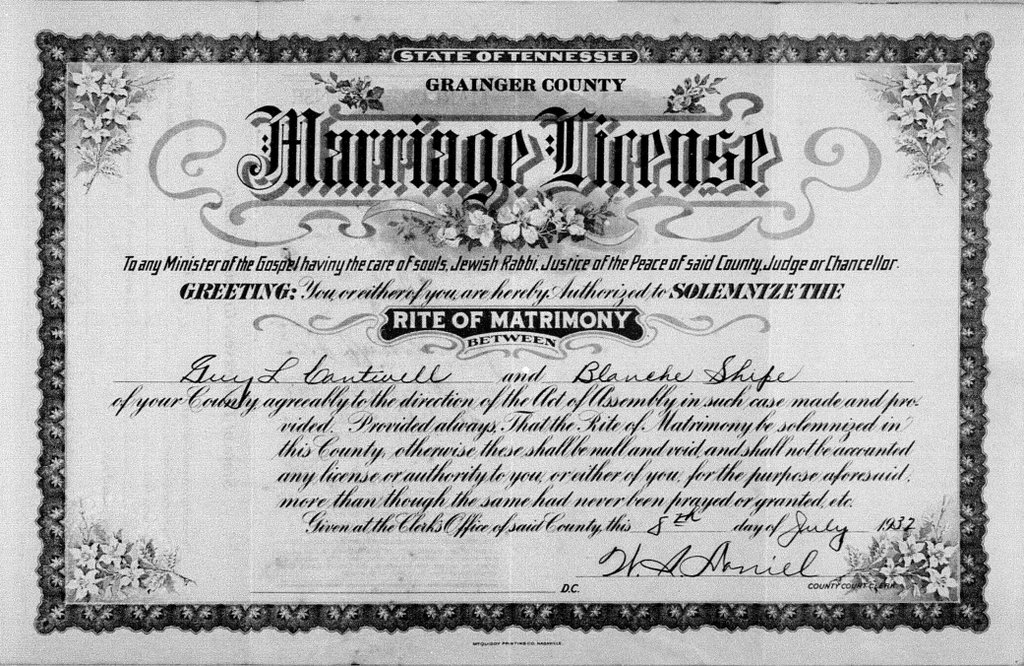 STATE OF TENNESSEE
GRAINGER COUNTY
Marriage License
To any Minister of the Gospel having the care of souls, Jewish Rabbi, Justice of the Peace of said County, Judge or Chancellor.
GREETING: You, or either of you, are hereby Authorized to SOLEMNIZE THE
RITE OF MATRIMONY
BETWEEN
Guy L Cantwell and Blanche Shipe
of your County, agreeably to the direction of the Act of Assembly in such case made and pro-
vided. Provided always, That the Rite of Matrimony be solemnized in
this County, otherwise these shall be null and void, and shall not be accounted
any license or authority to you, or either of you, for the purpose aforesaid,
more than though the same had never been prayed or granted, etc.
Given at the Clerk's Office of said County, this 8th day of July 1932
W. S. Daniel
D.C. COUNTY COURT CLERK
MCQUIDDY PRINTING CO. NASHVILLE